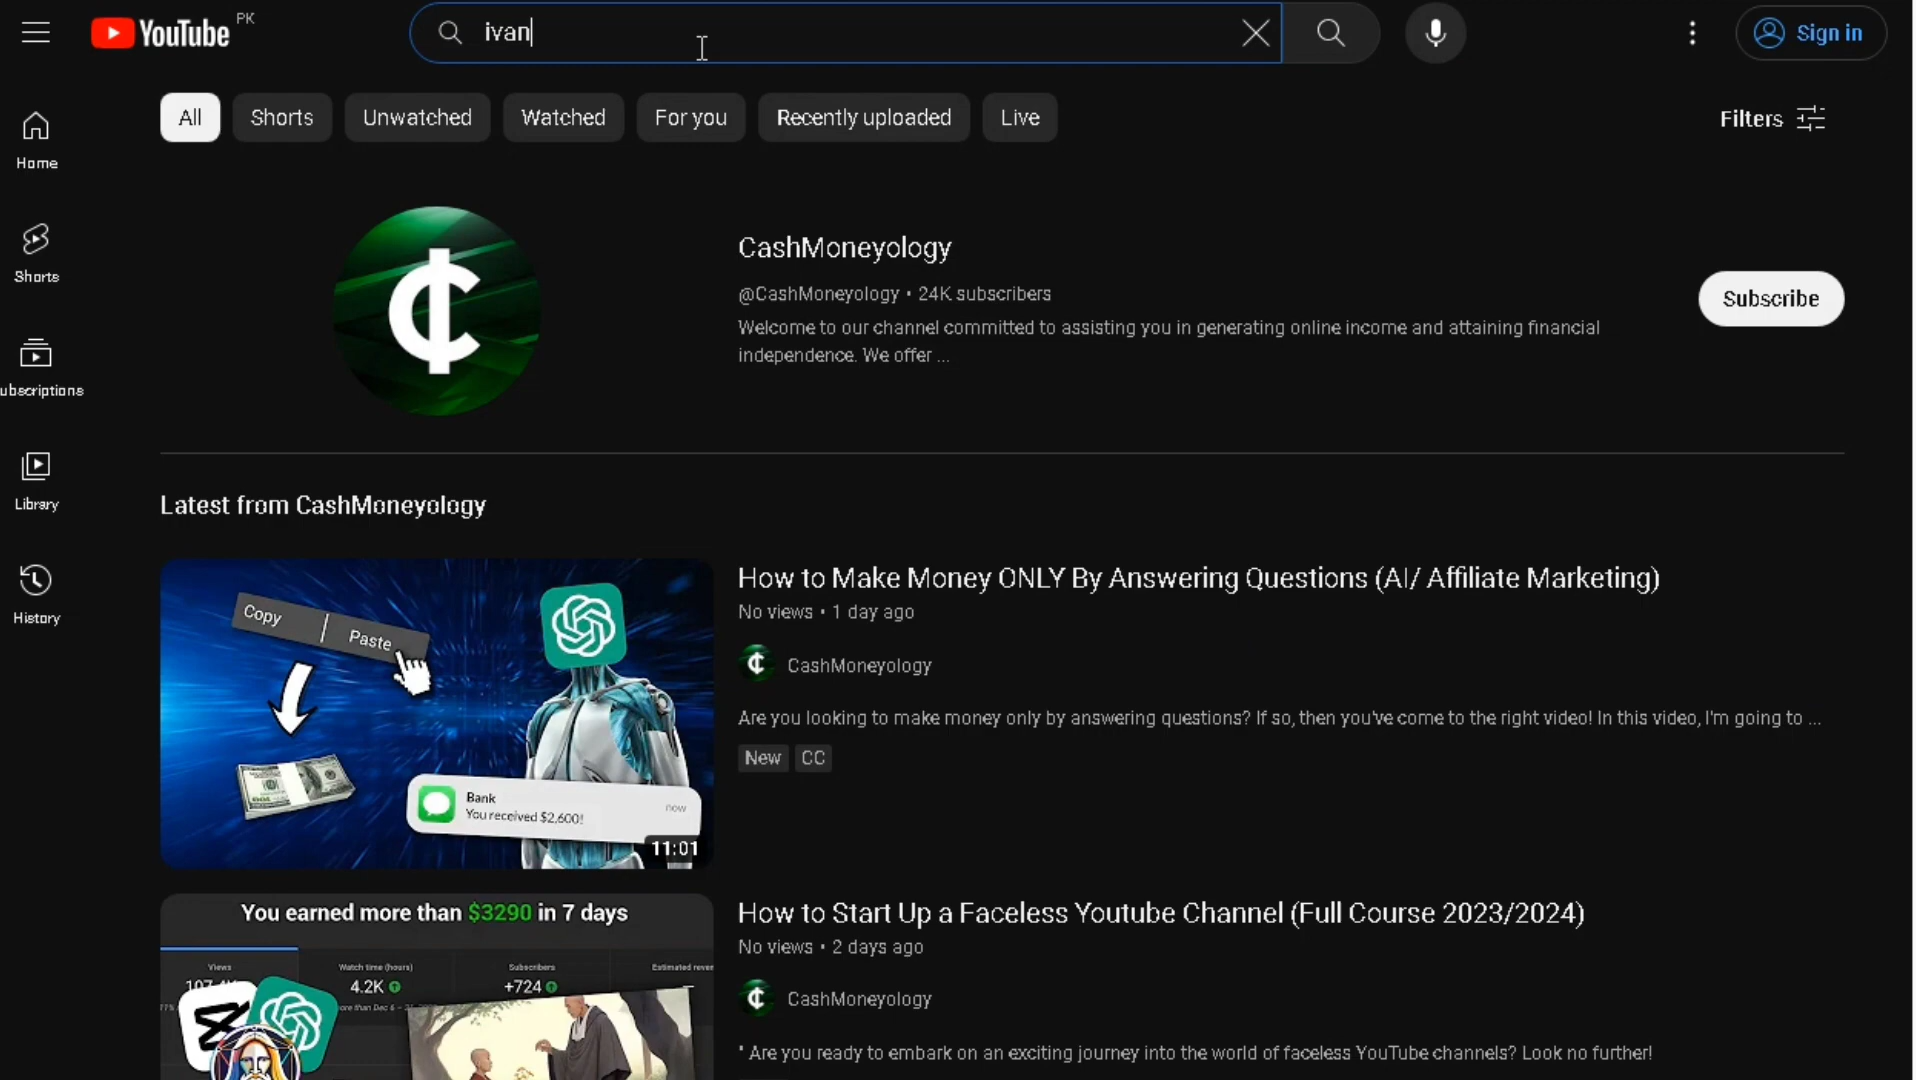 YouTube PK
ivan
Sign in
All
Shorts
Unwatched
Watched
For you
Recently uploaded
Live
Filters
Home
Shorts
ubscriptions
Library
History
CashMoneyology
@CashMoneyology • 24K subscribers
Welcome to our channel committed to assisting you in generating online income and attaining financial
independence. We offer ...
Subscribe
Latest from CashMoneyology
Copy
Paste
Bank
now
You received $2,600!
11:01
How to Make Money ONLY By Answering Questions (AI/ Affiliate Marketing)
No views • 1 day ago
CashMoneyology
Are you looking to make money only by answering questions? If so, then you've come to the right video! In this video, I'm going to ...
New
CC
You earned more than $3290 in 7 days
Views
Watch time (hours)
4.2K
Subscribers
+724
Estimated rever
How to Start Up a Faceless Youtube Channel (Full Course 2023/2024)
No views • 2 days ago
CashMoneyology
" Are you ready to embark on an exciting journey into the world of faceless YouTube channels? Look no further!